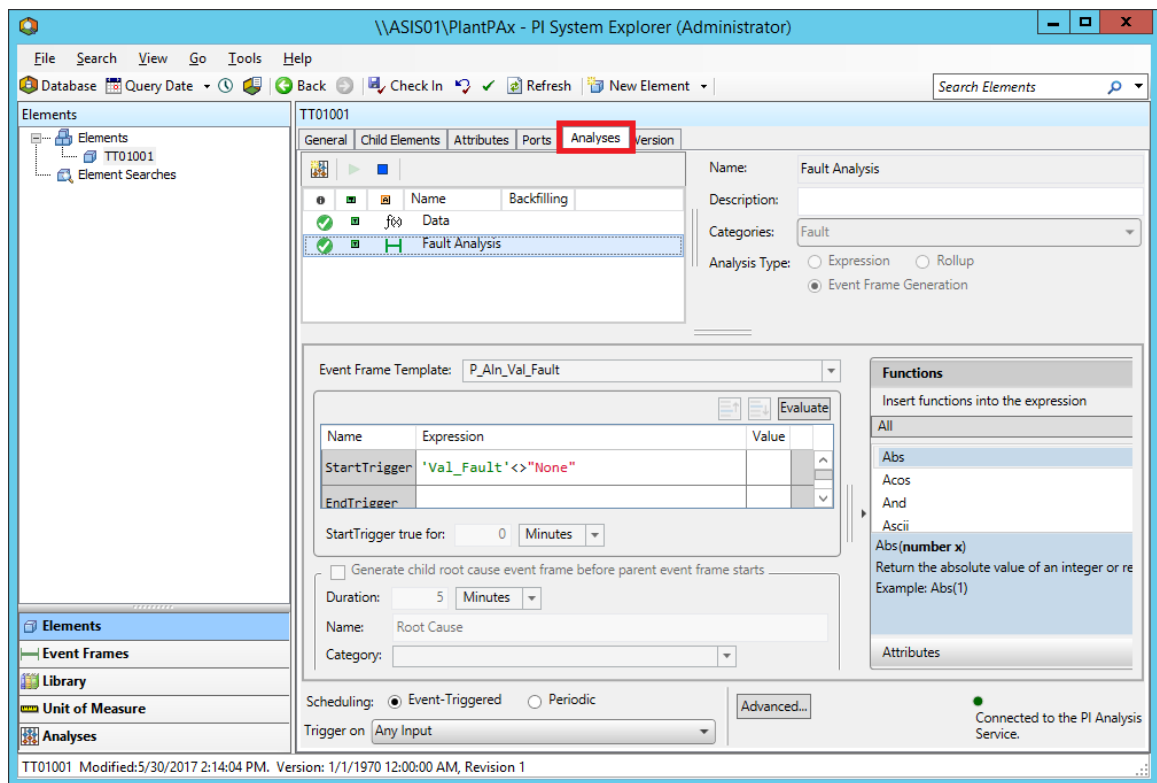 \\ASIS01\PlantPAx - PI System Explorer (Administrator)
File Search View Go Tools Help
Database Query Date Back Check In Refresh New Element Search Elements
Elements
Elements
TT01001
Element Searches
Elements
Event Frames
Library
Unit of Measure
Analyses
TT01001
General Child Elements Attributes Ports Analyses Version
Name Backfilling
Data
Fault Analysis
Name: Fault Analysis
Description:
Categories: Fault
Analysis Type: Expression Rollup
Event Frame Generation
Event Frame Template: P_AIn_Val_Fault
Evaluate
Name Expression Value
StartTrigger 'Val_Fault'<>"None"
EndTrigger
StartTrigger true for: 0 Minutes
Generate child root cause event frame before parent event frame starts
Duration: 5 Minutes
Name: Root Cause
Category:
Functions
Insert functions into the expression
All
Abs
Acos
And
Ascii
Abs(number x)
Return the absolute value of an integer or re
Example: Abs(1)
Attributes
Scheduling: Event-Triggered Periodic
Trigger on Any Input
Advanced...
Connected to the PI Analysis
Service.
TT01001 Modified:5/30/2017 2:14:04 PM. Version: 1/1/1970 12:00:00 AM, Revision 1